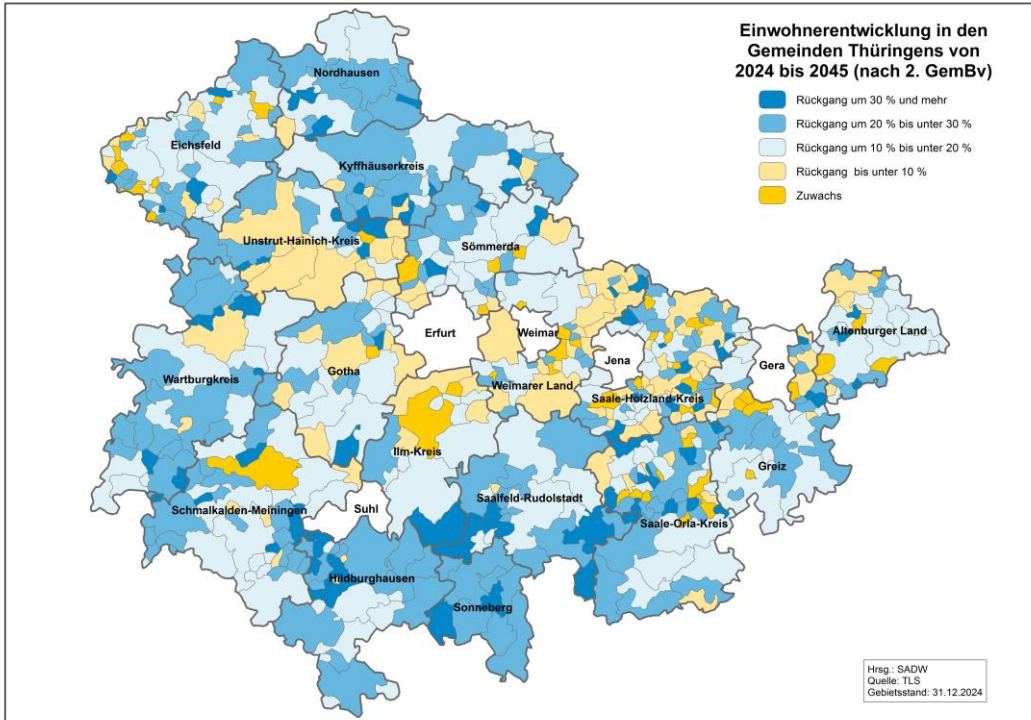 Einwohnerentwicklung in den
Gemeinden Thüringens von
2024 bis 2045 (nach 2. GemBv)
Rückgang um 30 % und mehr
Rückgang um 20 % bis unter 30 %
Rückgang um 10 % bis unter 20 %
Rückgang bis unter 10 %
Zuwachs
Nordhausen
Eichsfeld
Kyffhäuserkreis
Unstrut-Hainich-Kreis
Sömmerda
Erfurt
Weimar
Jena
Gera
Altenburger Land
Wartburgkreis
Gotha
Weimarer Land
Saale-Holzland-Kreis
Ilm-Kreis
Greiz
Saalfeld-Rudolstadt
Schmalkalden-Meiningen
Suhl
Saale-Orla-Kreis
Hildburghausen
Sonneberg
Hrsg.: SADW
Quelle: TLS
Gebietsstand: 31.12.2024